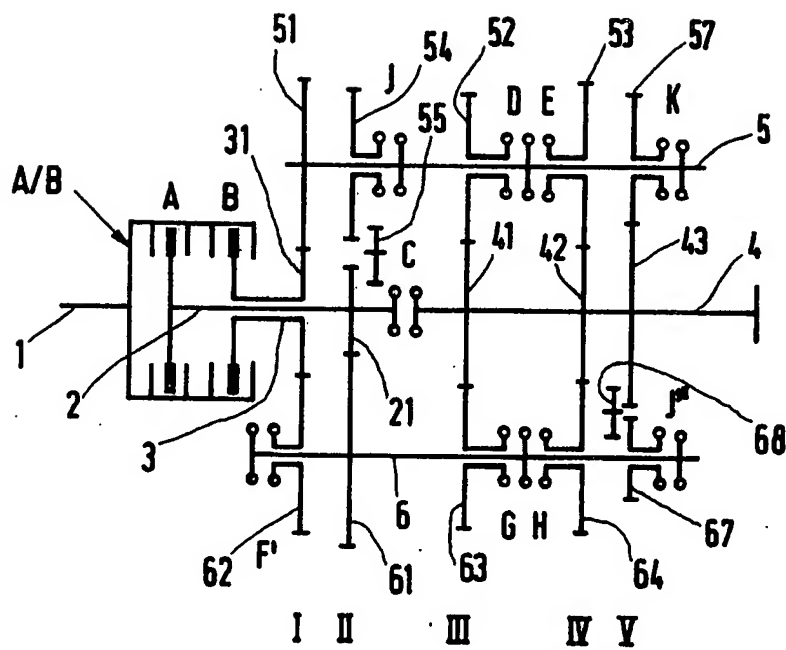 51 54 J 52 53 57
55 D E K
31 5
A/B A B
C 41 42 43 4
1
2 3 21 J''' 68
6
62 F' 61 63 G H 64 67
I II III IV V